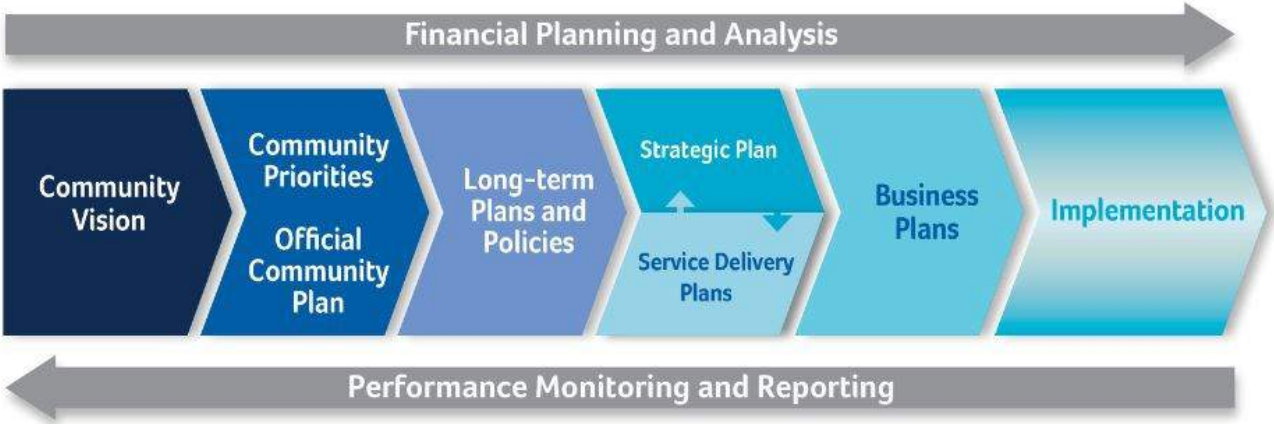 Financial Planning and Analysis
Community
Vision
Community
Priorities
Official
Community
Plan
Long-term
Plans and
Policies
Strategic Plan
Service Delivery
Plans
Business
Plans
Implementation
Performance Monitoring and Reporting